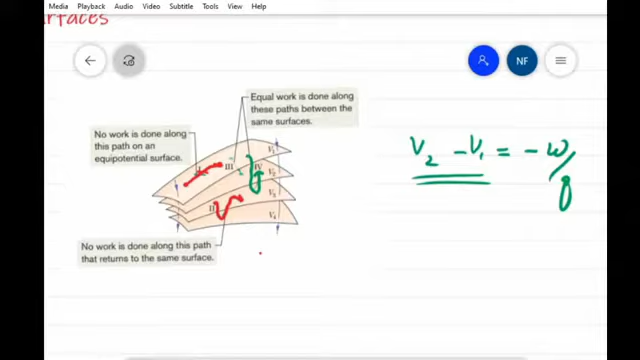 Media Playback Audio Video Subtitle Tools View Help
rfaces
NF
Equal work is done along
these paths between the
same surfaces.
No work is done along
this path on an
equipotential surface.
V₁
III
IV
V₂
V₃
II
V₄
No work is done along this path
that returns to the same surface.
V₂ - V₁ = - w/q